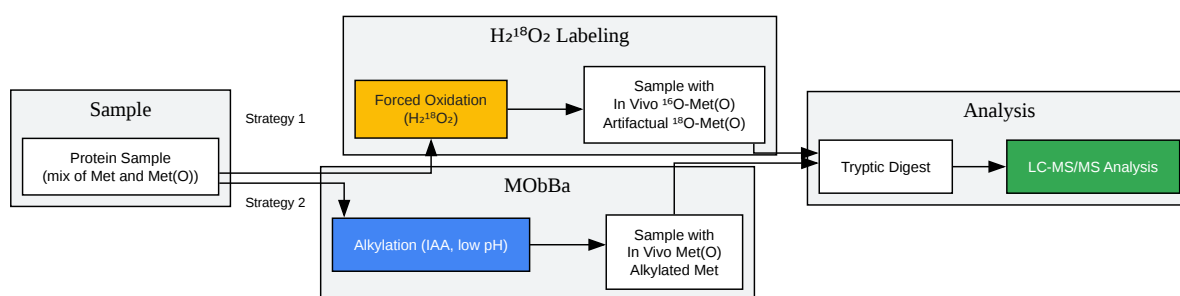 Sample
Protein Sample
(mix of Met and Met(O))
Strategy 1
Strategy 2
H₂¹⁸O₂ Labeling
Forced Oxidation
(H₂¹⁸O₂)
Sample with
In Vivo ¹⁶O-Met(O)
Artifactual ¹⁸O-Met(O)
MObBa
Alkylation (IAA, low pH)
Sample with
In Vivo Met(O)
Alkylated Met
Analysis
Tryptic Digest
LC-MS/MS Analysis